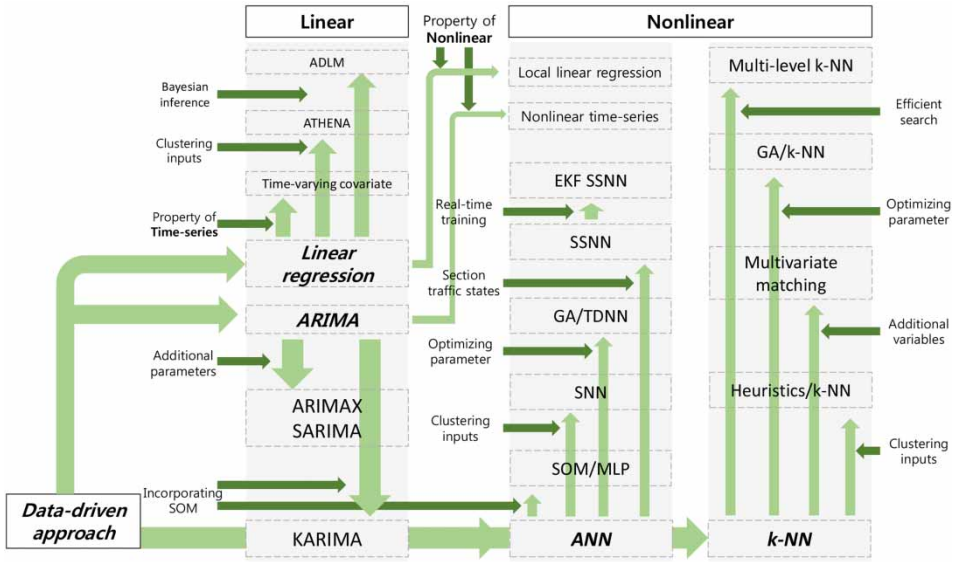 Linear
Property of
Nonlinear
Nonlinear
ADLM
Bayesian
inference
ATHENA
Clustering
inputs
Time-varying covariate
Property of
Time-series
Linear
regression
ARIMA
Additional
parameters
ARIMAX
SARIMA
Incorporating
SOM
Data-driven
approach
KARIMA
Local linear regression
Nonlinear time-series
EKF SSNN
Real-time
training
SSNN
Section
traffic states
GA/TDNN
Optimizing
parameter
SNN
Clustering
inputs
SOM/MLP
ANN
Multi-level k-NN
Efficient
search
GA/k-NN
Optimizing
parameter
Multivariate
matching
Additional
variables
Heuristics/k-NN
Clustering
inputs
k-NN